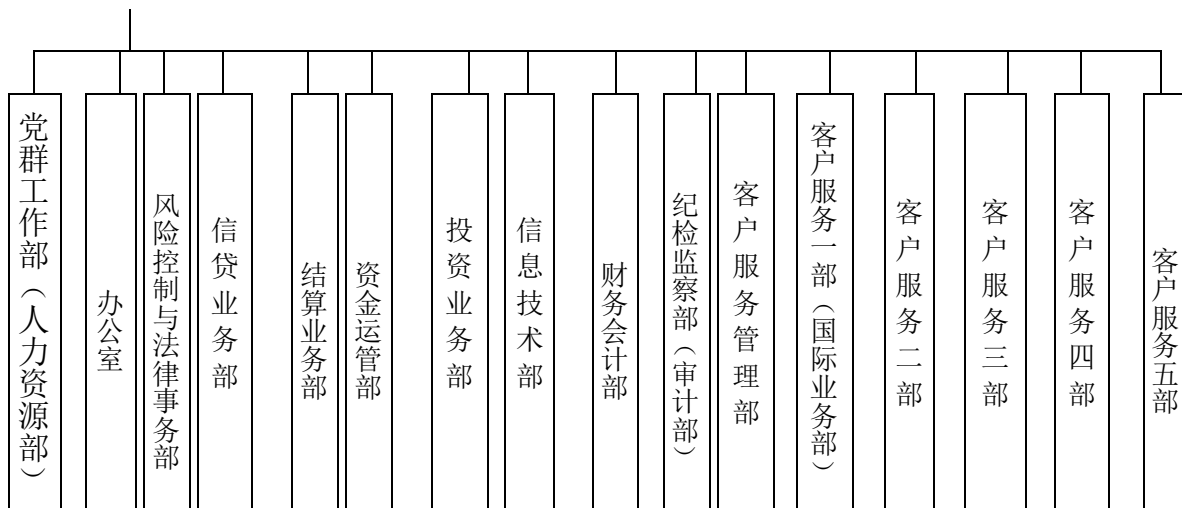 党群工作部（人力资源部）
办公室
风险控制与法律事务部
信贷业务部
结算业务部
资金运管部
投资业务部
信息技术部
财务会计部
纪检监察部（审计部）
客户服务管理部
客户服务一部（国际业务部）
客户服务二部
客户服务三部
客户服务四部
客户服务五部